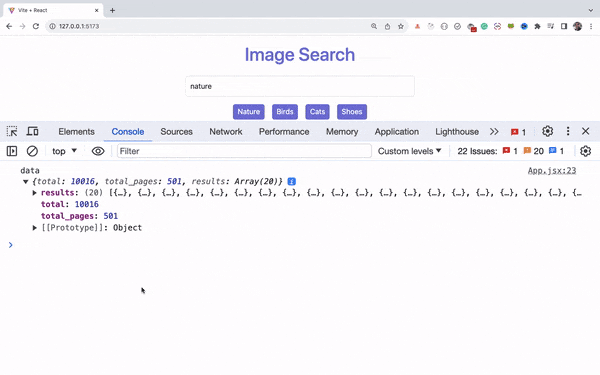 Vite + React
127.0.0.1:5173
Image Search
nature
Nature Birds Cats Shoes
Elements Console Sources Network Performance Memory Application Lighthouse >> 1
top Filter Custom levels 22 Issues: 1 20 1
data App.jsx:23
{total: 10016, total_pages: 501, results: Array(20)} i
results: (20) [{…}, {…}, {…}, {…}, {…}, {…}, {…}, {…}, {…}, {…}, {…}, {…}, {…}, {…}, {…}, {…}, {…}, {…}, {…
total: 10016
total_pages: 501
[[Prototype]]: Object